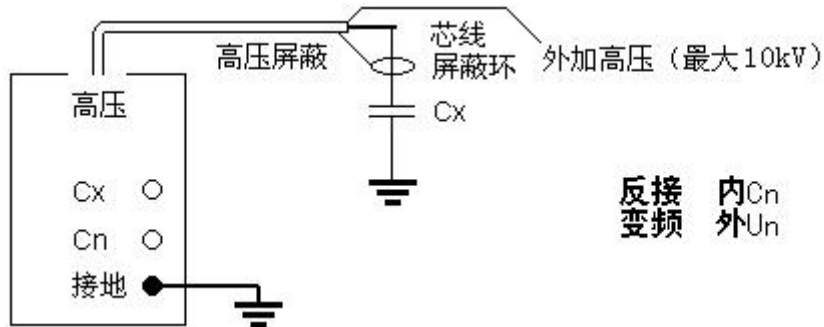 芯线
高压屏蔽
屏蔽环
外加高压（最大10kV）
高压
Cx
Cx
Cn
接地
反接 内Cn
变频 外Un